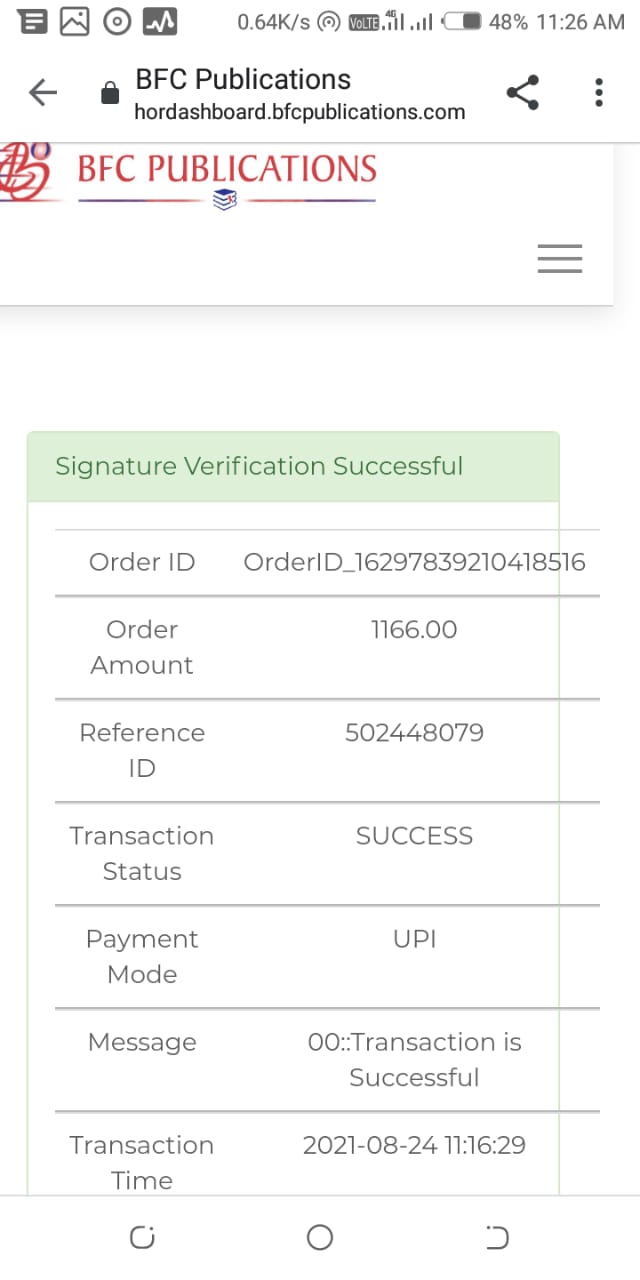 0.64K/s VoLTE 4G 48% 11:26 AM
BFC Publications
hordashboard.bfcpublications.com
BFC PUBLICATIONS
Signature Verification Successful
Order ID OrderID_16297839210418516
Order 1166.00
Amount
Reference 502448079
ID
Transaction SUCCESS
Status
Payment UPI
Mode
Message 00::Transaction is
Successful
Transaction 2021-08-24 11:16:29
Time